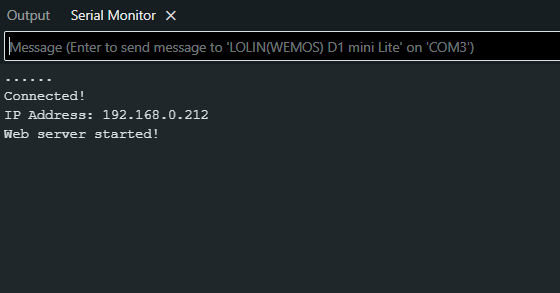 Output Serial Monitor ×
Message (Enter to send message to 'LOLIN(WEMOS) D1 mini Lite' on 'COM3')
......
Connected!
IP Address: 192.168.0.212
Web server started!